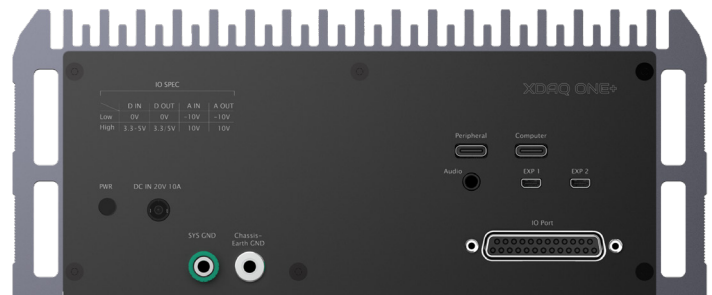 IO SPEC
D IN D OUT A IN A OUT
Low 0V 0V -10V -10V
High 3.3-5V 3.3/5V 10V 10V
XDAQ ONE+
Peripheral Computer
Audio EXP 1 EXP 2
PWR DC IN 20V 10A
IO Port
SYS GND Chassis-
Earth GND